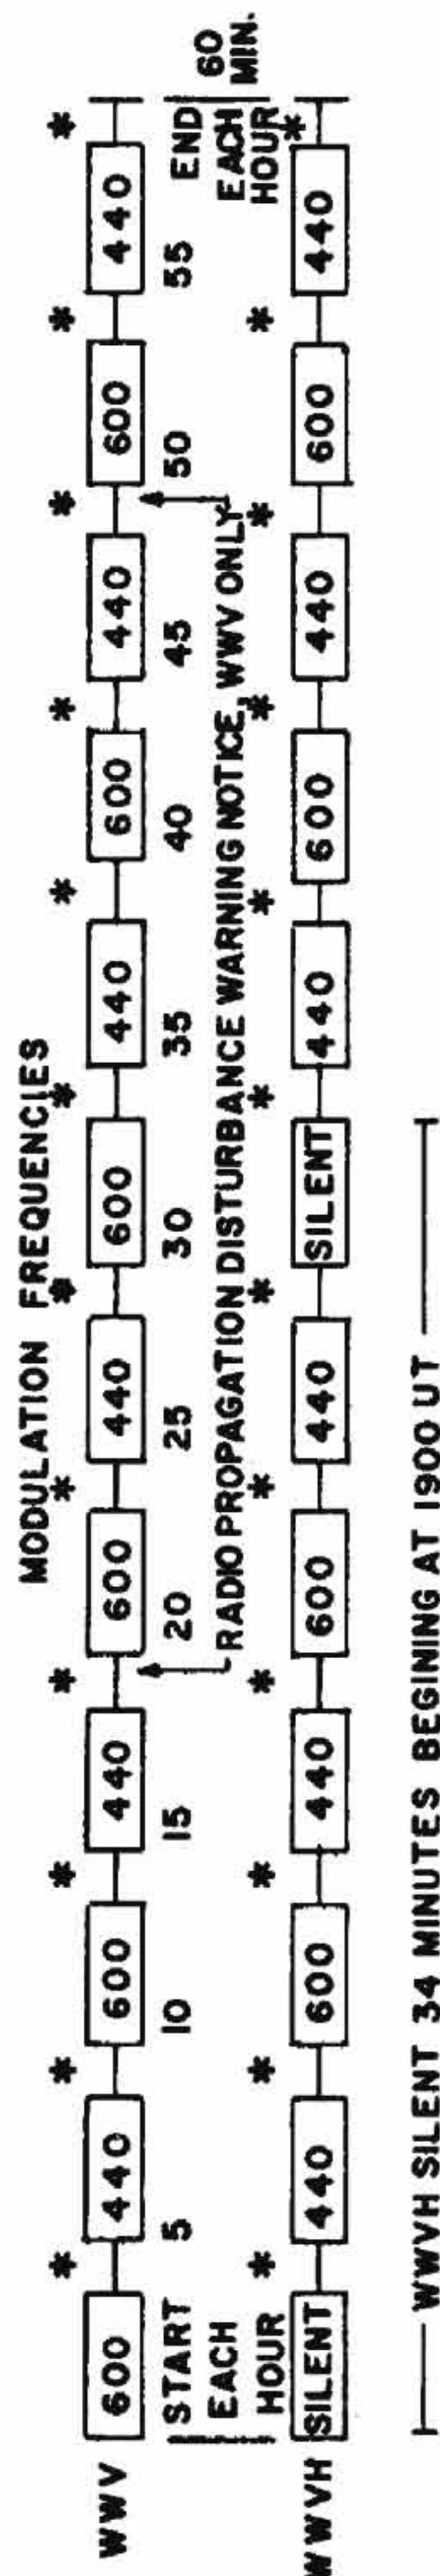 MODULATION FREQUENCIES
* * * * * * * * * * * *
WWV 600 440 600 440 600 440 600 440 600 440 600 440
START EACH HOUR
5 10 15 20 25 30 35 40 45 50 55
END EACH HOUR
60 MIN.
RADIO PROPAGATION DISTURBANCE WARNING NOTICE, WWV ONLY
* * * * * * * * * * * *
WWVH SILENT 440 600 440 600 440 SILENT 440 600 440 600 440
WWVH SILENT 34 MINUTES BEGINING AT 1900 UT